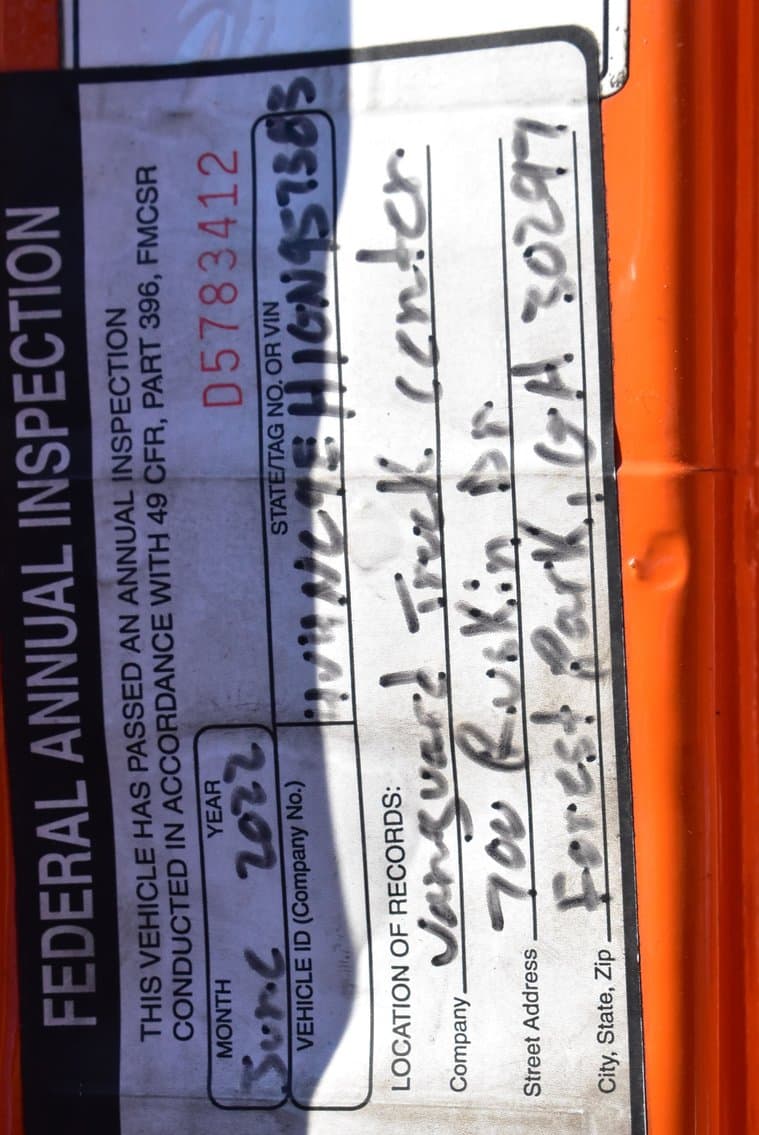 FEDERAL ANNUAL INSPECTION
THIS VEHICLE HAS PASSED AN ANNUAL INSPECTION
CONDUCTED IN ACCORDANCE WITH 49 CFR, PART 396, FMCSR
D5783412
MONTH YEAR
June 2022
VEHICLE ID (Company No.) STATE/TAG NO. OR VIN
LOCATION OF RECORDS:
Company Vanguard Truck Center
Street Address 700 Ruskin Dr
City, State, Zip Forest Park, GA 30297